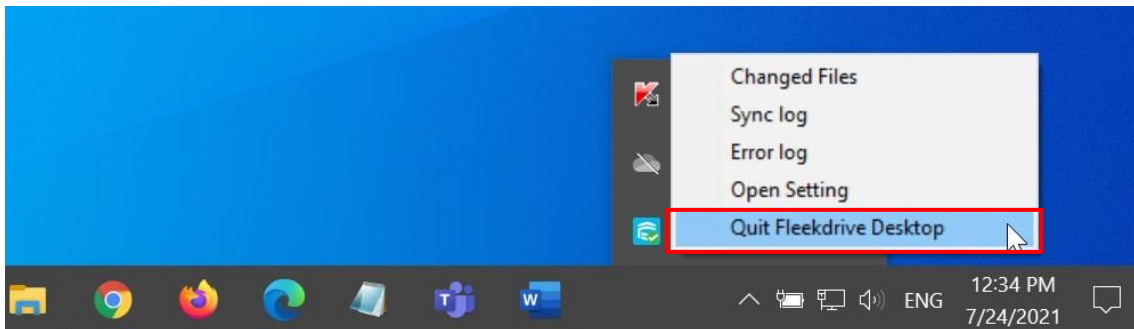 Changed Files
Sync log
Error log
Open Setting
Quit Fleekdrive Desktop
ENG
12:34 PM
7/24/2021